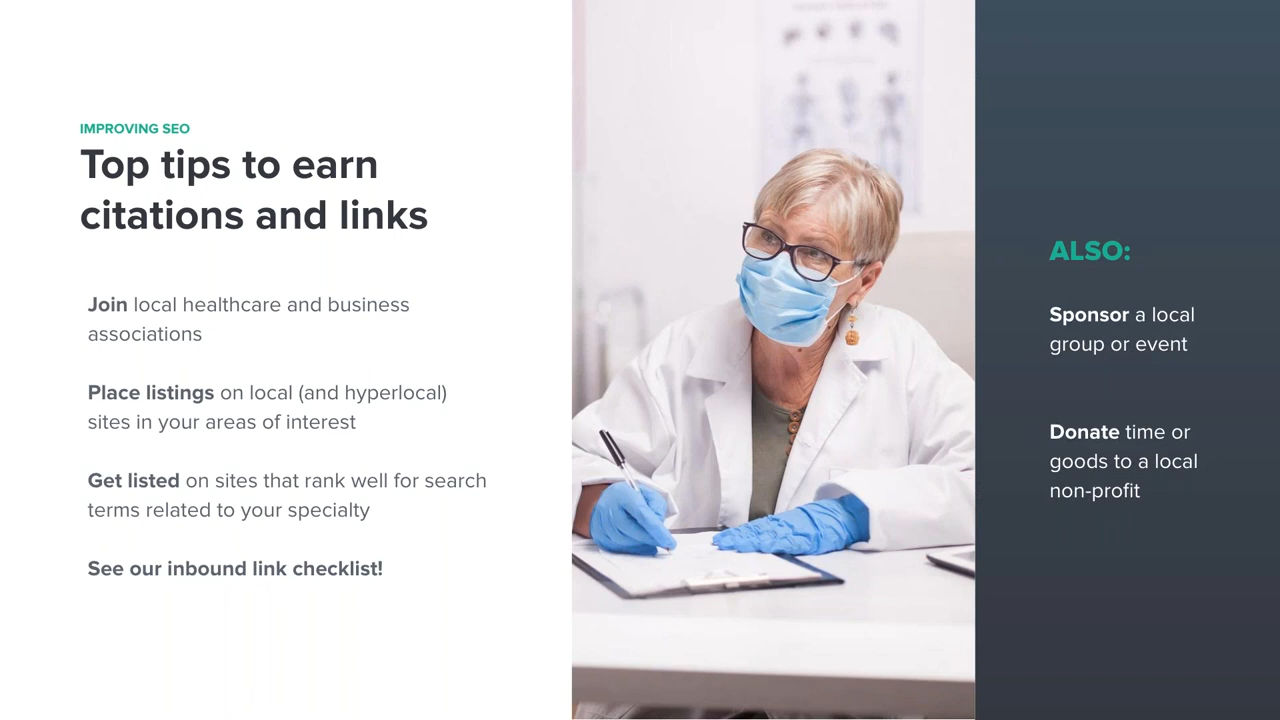 IMPROVING SEO
Top tips to earn
citations and links
Join local healthcare and business
associations
Place listings on local (and hyperlocal)
sites in your areas of interest
Get listed on sites that rank well for search
terms related to your specialty
See our inbound link checklist!
ALSO:
Sponsor a local
group or event
Donate time or
goods to a local
non-profit